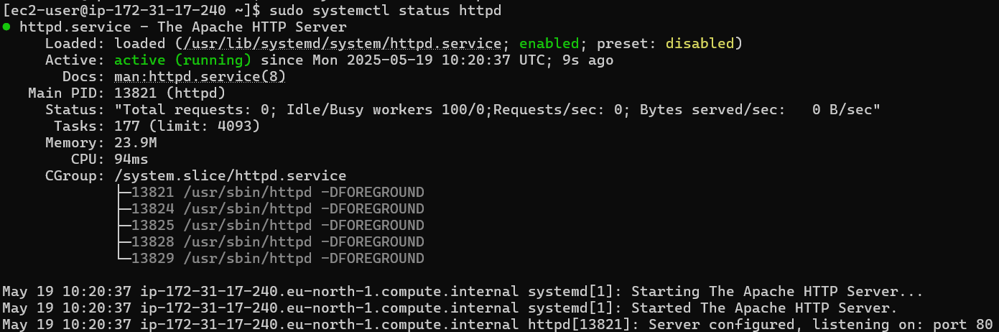 [ec2-user@ip-172-31-17-240 ~]$ sudo systemctl status httpd
● httpd.service - The Apache HTTP Server
     Loaded: loaded (/usr/lib/systemd/system/httpd.service; enabled; preset: disabled)
     Active: active (running) since Mon 2025-05-19 10:20:37 UTC; 9s ago
       Docs: man:httpd.service(8)
   Main PID: 13821 (httpd)
     Status: "Total requests: 0; Idle/Busy workers 100/0;Requests/sec: 0; Bytes served/sec:   0 B/sec"
      Tasks: 177 (limit: 4093)
     Memory: 23.9M
        CPU: 94ms
     CGroup: /system.slice/httpd.service
             ├─13821 /usr/sbin/httpd -DFOREGROUND
             ├─13824 /usr/sbin/httpd -DFOREGROUND
             ├─13825 /usr/sbin/httpd -DFOREGROUND
             ├─13828 /usr/sbin/httpd -DFOREGROUND
             └─13829 /usr/sbin/httpd -DFOREGROUND

May 19 10:20:37 ip-172-31-17-240.eu-north-1.compute.internal systemd[1]: Starting The Apache HTTP Server...
May 19 10:20:37 ip-172-31-17-240.eu-north-1.compute.internal systemd[1]: Started The Apache HTTP Server.
May 19 10:20:37 ip-172-31-17-240.eu-north-1.compute.internal httpd[13821]: Server configured, listening on: port 80